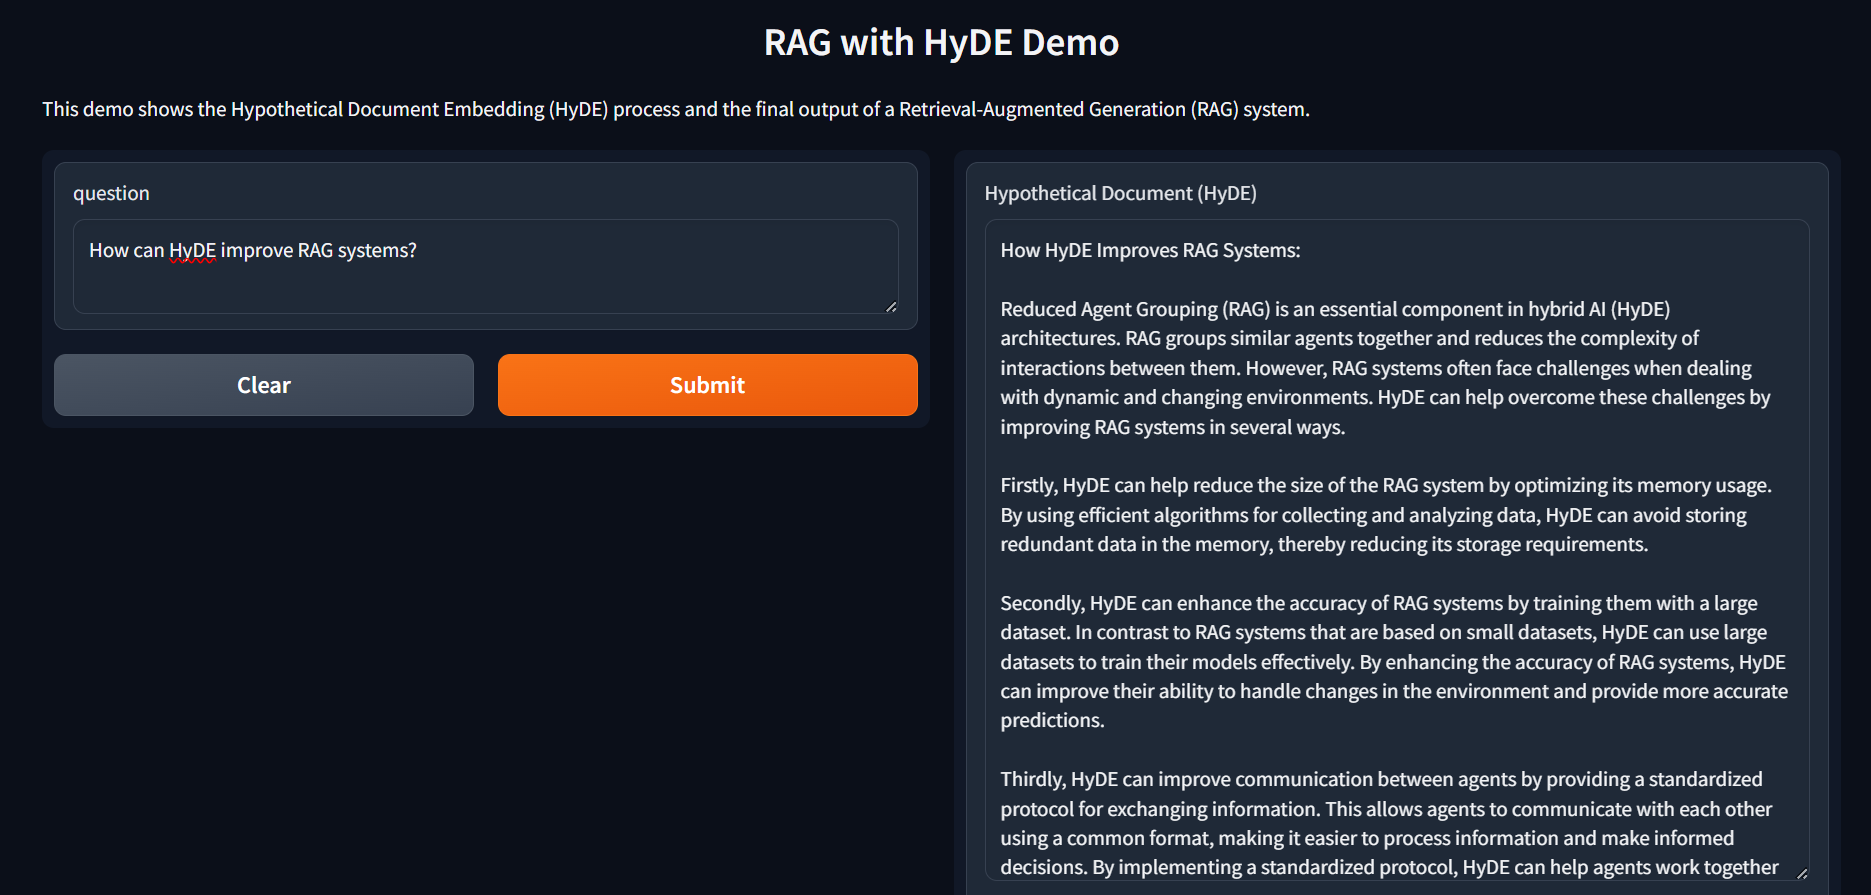 RAG with HyDE Demo
This demo shows the Hypothetical Document Embedding (HyDE) process and the final output of a Retrieval-Augmented Generation (RAG) system.
question
How can HyDE improve RAG systems?
Clear
Submit
Hypothetical Document (HyDE)
How HyDE Improves RAG Systems:
Reduced Agent Grouping (RAG) is an essential component in hybrid AI (HyDE)
architectures. RAG groups similar agents together and reduces the complexity of
interactions between them. However, RAG systems often face challenges when dealing
with dynamic and changing environments. HyDE can help overcome these challenges by
improving RAG systems in several ways.
Firstly, HyDE can help reduce the size of the RAG system by optimizing its memory usage.
By using efficient algorithms for collecting and analyzing data, HyDE can avoid storing
redundant data in the memory, thereby reducing its storage requirements.
Secondly, HyDE can enhance the accuracy of RAG systems by training them with a large
dataset. In contrast to RAG systems that are based on small datasets, HyDE can use large
datasets to train their models effectively. By enhancing the accuracy of RAG systems, HyDE
can improve their ability to handle changes in the environment and provide more accurate
predictions.
Thirdly, HyDE can improve communication between agents by providing a standardized
protocol for exchanging information. This allows agents to communicate with each other
using a common format, making it easier to process information and make informed
decisions. By implementing a standardized protocol, HyDE can help agents work together